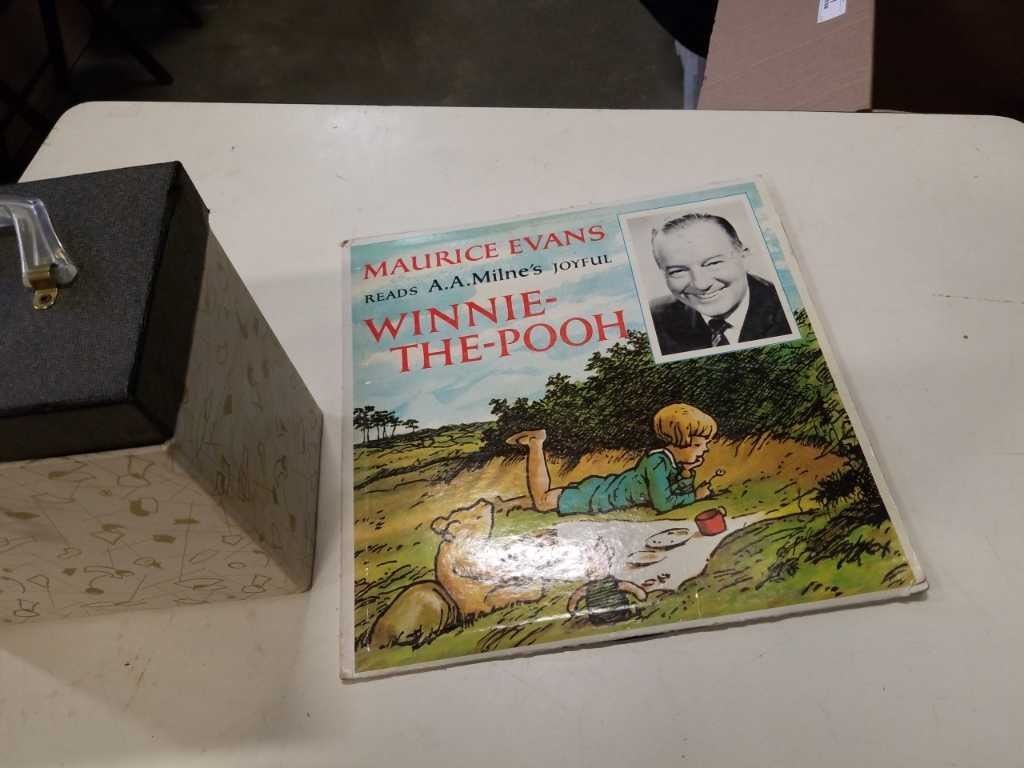 MAURICE EVANS
READS A.A.Milne's JOYFUL
WINNIE-
THE-POOH